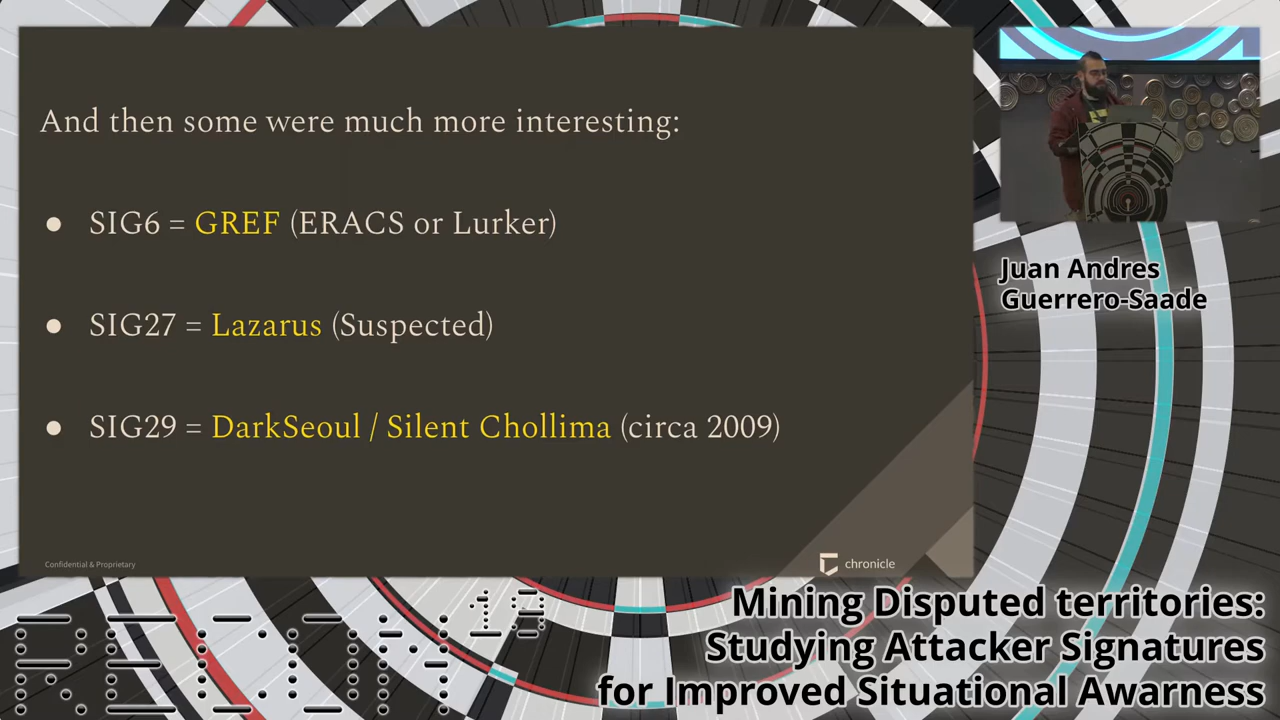 And then some were much more interesting:
● SIG6 = GREF (ERACS or Lurker)
● SIG27 = Lazarus (Suspected)
● SIG29 = DarkSeoul / Silent Chollima (circa 2009)
Confidential & Proprietary
chronicle
Juan Andres
Guerrero-Saade
RECON 19
Mining Disputed territories:
Studying Attacker Signatures
for Improved Situational Awarness